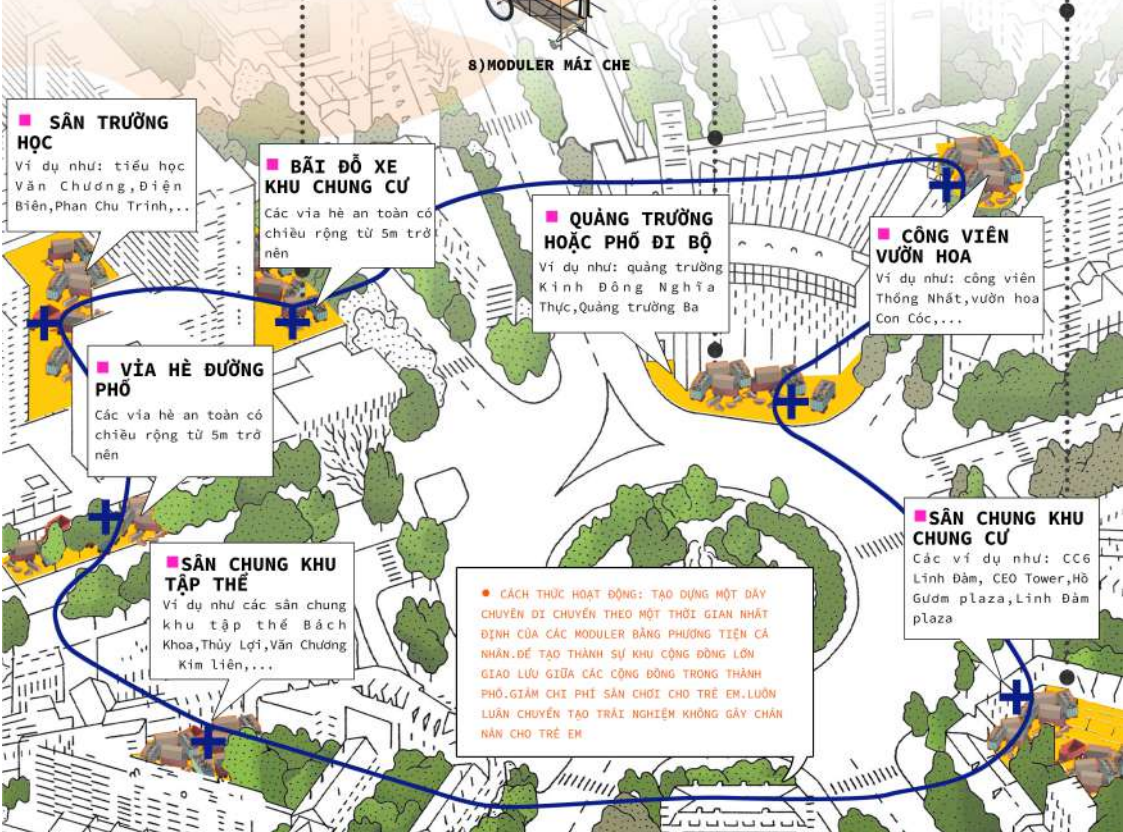 8)MODULER MÁI CHE
SÂN TRƯỜNG
HỌC
Ví dụ như: tiểu học
Văn Chương,Điện
Biên,Phan Chu Trinh,..
BÃI ĐỖ XE
KHU CHUNG CƯ
Các vỉa hè an toàn có
chiều rộng từ 5m trở
nên
QUẢNG TRƯỜNG
HOẶC PHỐ ĐI BỘ
Ví dụ như: quảng trường
Kinh Đông Nghĩa
Thục,Quảng trường Ba
CÔNG VIÊN
VƯỜN HOA
Ví dụ như: công viên
Thống Nhất,vườn hoa
Con Cóc,...
VỈA HÈ ĐƯỜNG
PHỐ
Các vỉa hè an toàn có
chiều rộng từ 5m trở
nên
SÂN CHUNG KHU
CHUNG CƯ
Các ví dụ như: CC6
Linh Đàm, CEO Tower,Hồ
Gươm plaza,Linh Đàm
plaza
SÂN CHUNG KHU
TẬP THỂ
Ví dụ như các sân chung
khu tập thể Bách
Khoa,Thủy Lợi,Văn Chương
Kim liên,...
CÁCH THỨC HOẠT ĐỘNG: TẠO DỰNG MỘT DÂY
CHUYỀN DI CHUYỂN THEO MỘT THỜI GIAN NHẤT
ĐỊNH CỦA CÁC MODULER BẰNG PHƯƠNG TIỆN CÁ
NHÂN.ĐỂ TẠO THÀNH SỰ KHU CỘNG ĐỒNG LỚN
GIAO LƯU GIỮA CÁC CỘNG ĐỒNG TRONG THÀNH
PHỐ.GIẢM CHI PHÍ SÂN CHƠI CHO TRẺ EM.LUÔN
LUÂN CHUYỂN TẠO TRẢI NGHIỆM KHÔNG GÂY CHÁN
NẢN CHO TRẺ EM